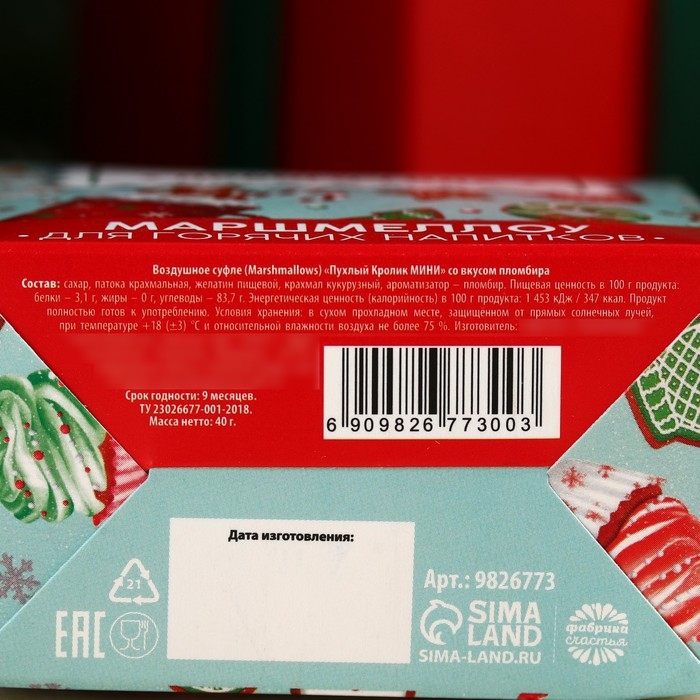 МАРШМЕЛЛОУ
• ДЛЯ ГОРЯЧИХ НАПИТКОВ •
Воздушное суфле (Marshmallows) «Пухлый Кролик МИНИ» со вкусом пломбира
Состав: сахар, патока крахмальная, желатин пищевой, крахмал кукурузный, ароматизатор – пломбир. Пищевая ценность в 100 г продукта:
белки – 3,1 г, жиры – 0 г, углеводы – 83,7 г. Энергетическая ценность (калорийность) в 100 г продукта: 1 453 кДж / 347 ккал. Продукт
полностью готов к употреблению. Условия хранения: в сухом прохладном месте, защищённом от прямых солнечных лучей,
при температуре +18 (±3) °С и относительной влажности воздуха не более 75 %. Изготовитель:
Срок годности: 9 месяцев.
ТУ 23026677-001-2018.
Масса нетто: 40 г.
6 909826 773003
Дата изготовления:
21
ЕАС
Арт.: 9826773
SIMA
LAND
SIMA-LAND.RU
фабрика
счастья